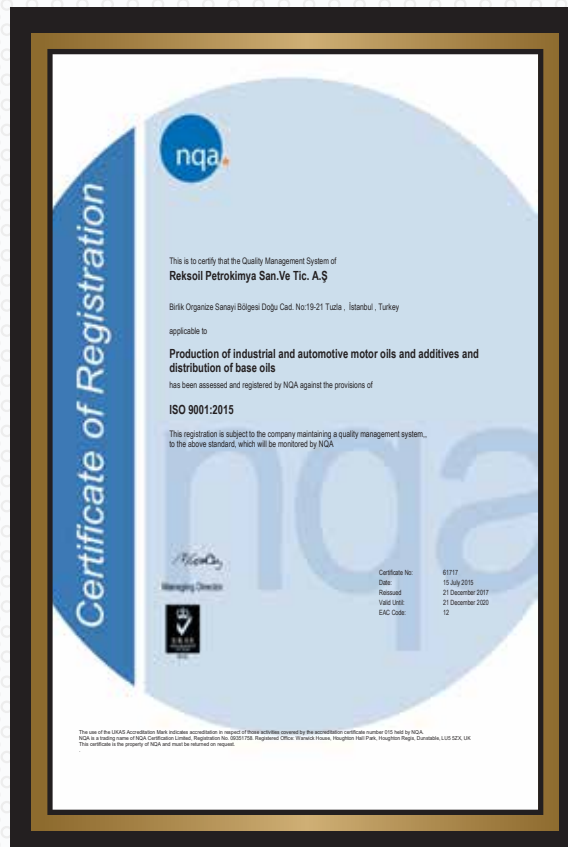 nqa.
Certificate of Registration
This is to certify that the Quality Management System of
Reksoil Petrokimya San.Ve Tic. A.Ş
Birlik Organize Sanayi Bölgesi Doğu Cad. No:19-21 Tuzla , İstanbul , Turkey
applicable to
Production of industrial and automotive motor oils and additives and
distribution of base oils
has been assessed and registered by NQA against the provisions of
ISO 9001:2015
This registration is subject to the company maintaining a quality management system,,
to the above standard, which will be monitored by NQA
nqa
Managing Director
Certificate No: 61717
Date: 15 July 2015
Reissued 21 December 2017
Valid Until: 21 December 2020
EAC Code: 12
UKAS
The use of the UKAS Accreditation Mark indicates accreditation in respect of those activities covered by the accreditation certificate number 015 held by NQA.
NQA is a trading name of NQA Certification Limited, Registration No. 09351758. Registered Office: Warwick House, Houghton Hall Park, Houghton Regis, Dunstable, LU5 5ZX, UK
This certificate is the property of NQA and must be returned on request.